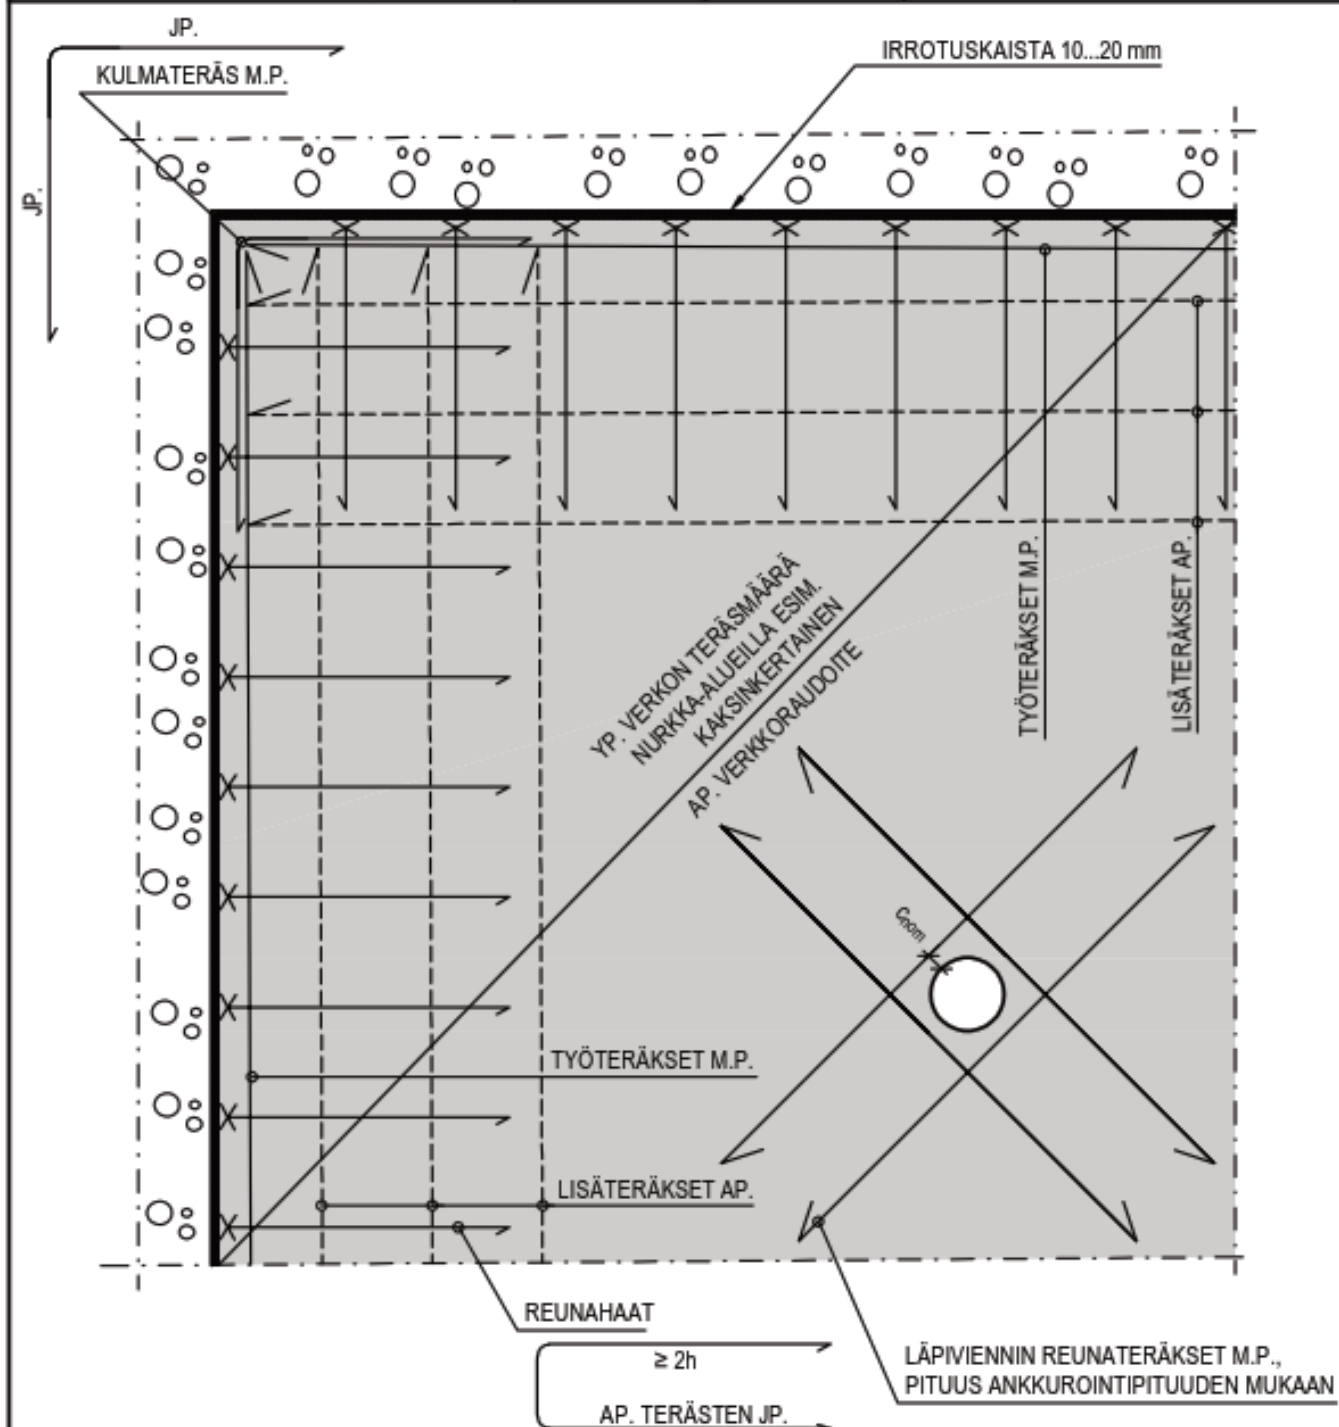 JP.
IRROTUSKAISTA 10...20 mm
KULMATERÄS M.P.
JP.
YP. VERKON TERÄSMÄÄRÄ
NURKKA-ALUEILLA ESIM.
KAKSINKERTAINEN
AP. VERKKORAUDOITE
TYÖTERÄKSET M.P.
LISÄTERÄKSET AP.
cnom
TYÖTERÄKSET M.P.
LISÄTERÄKSET AP.
REUNAHAAT
≥ 2h
AP. TERÄSTEN JP.
LÄPIVIENNIN REUNATERÄKSET M.P.,
PITUUS ANKKUROINTIPITUUDEN MUKAAN